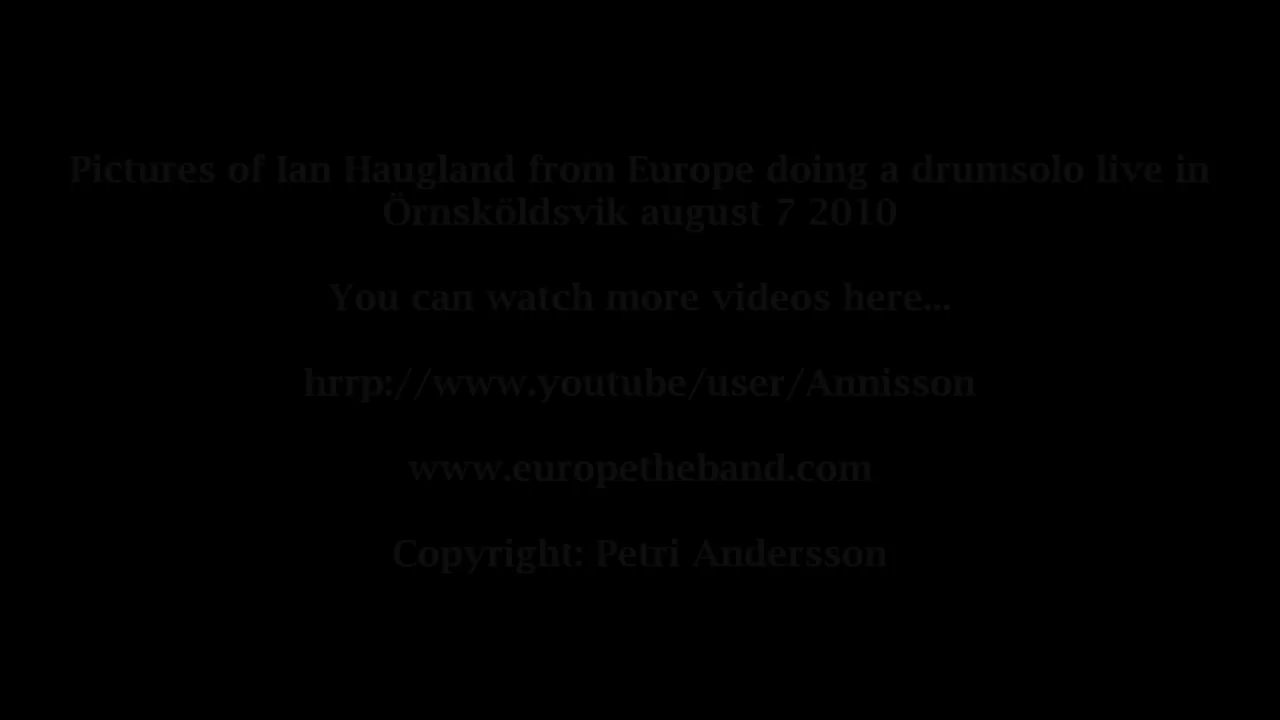 Pictures of Ian Haugland from Europe doing a drumsolo live in
Örnsköldsvik august 7 2010
You can watch more videos here...
hrrp://www.youtube/user/Annisson
www.europetheband.com
Copyright: Petri Andersson